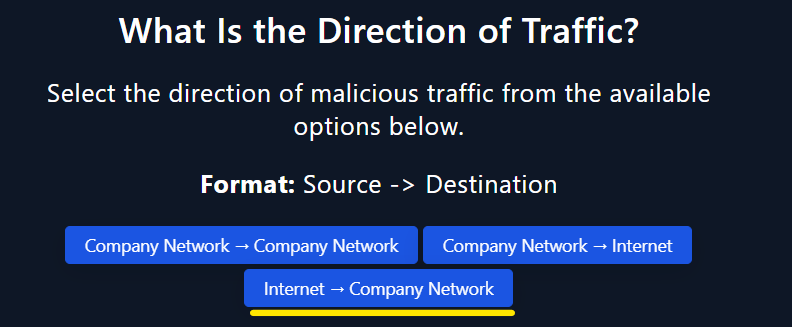 What Is the Direction of Traffic?
Select the direction of malicious traffic from the available
options below.
Format: Source -> Destination
Company Network → Company Network
Company Network → Internet
Internet → Company Network